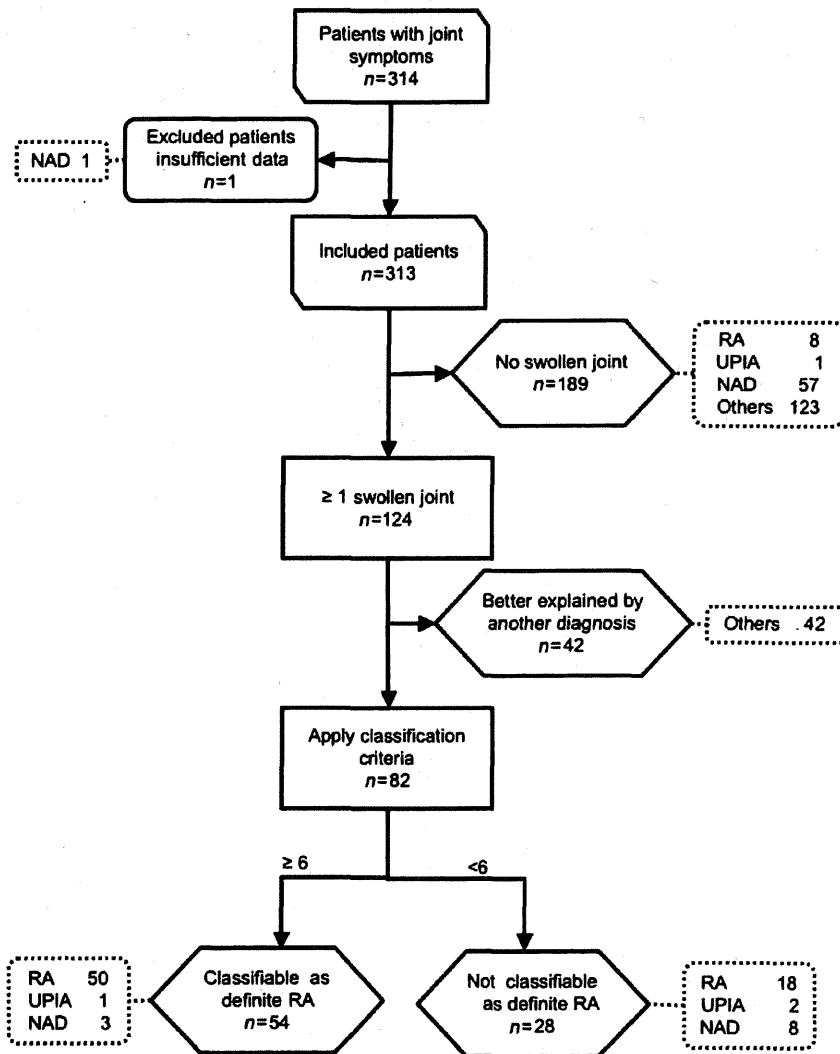 Patients with joint
symptoms
n=314
Excluded patients
insufficient data
n=1
NAD 1
Included patients
n=313
No swollen joint
n=189
RA 8
UPIA 1
NAD 57
Others 123
≥ 1 swollen joint
n=124
Better explained by
another diagnosis
n=42
Others . 42
Apply classification
criteria
n=82
≥ 6
<6
RA 50
UPIA 1
NAD 3
Classifiable as
definite RA
n=54
Not classifiable
as definite RA
n=28
RA 18
UPIA 2
NAD 8